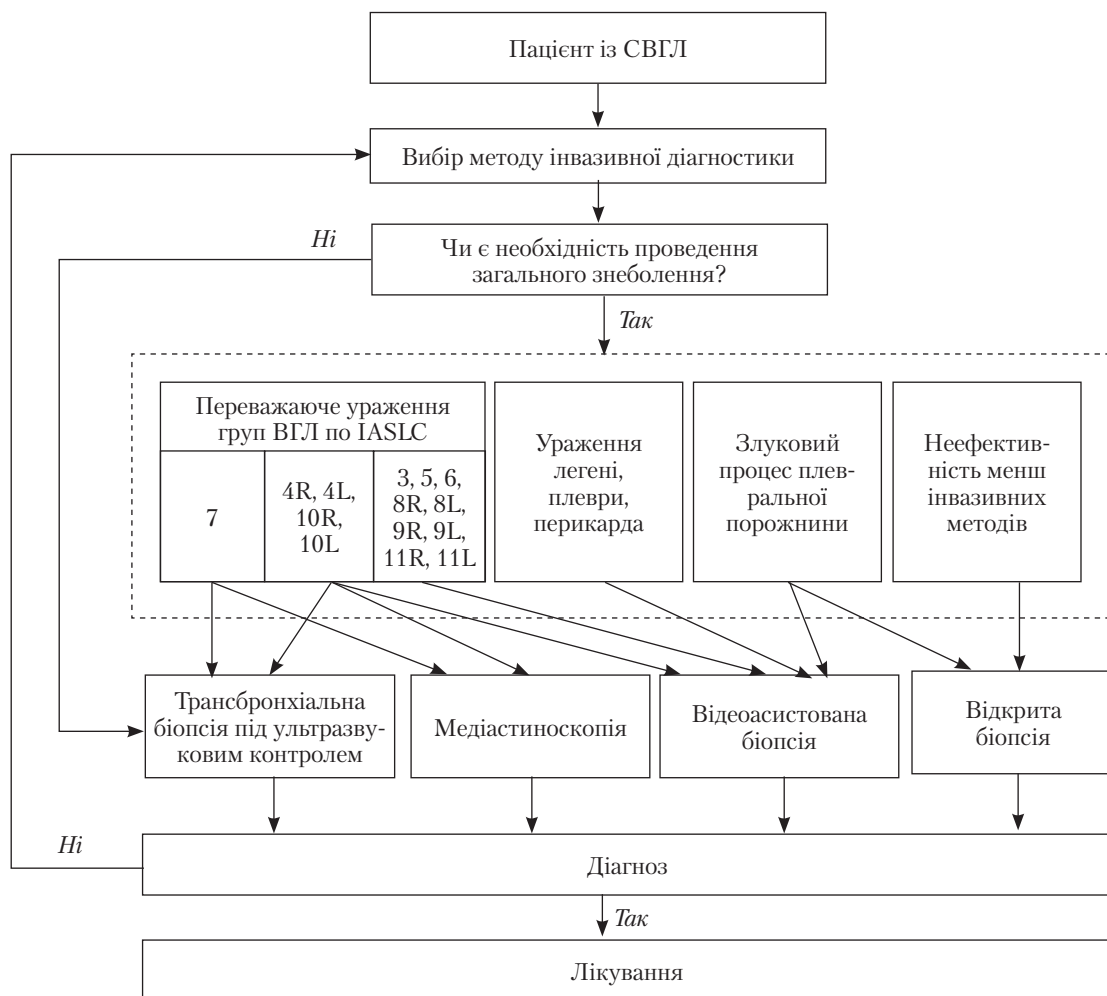 Пацієнт із СВГЛ
Вибір методу інвазивної діагностики
Ні
Чи є необхідність проведення
загального знеболення?
Так
Переважаюче ураження
груп ВГЛ по IASLC
7
4R, 4L,
10R,
10L
3, 5, 6,
8R, 8L,
9R, 9L,
11R, 11L
Ураження
легені,
плеври,
перикарда
Злуковий
процес плев-
ральної
порожнини
Неефектив-
ність менш
інвазивних
методів
Трансбронхіальна
біопсія під ультразву-
ковим контролем
Медіастиноскопія
Відеоасистована
біопсія
Відкрита
біопсія
Ні
Діагноз
Так
Лікування